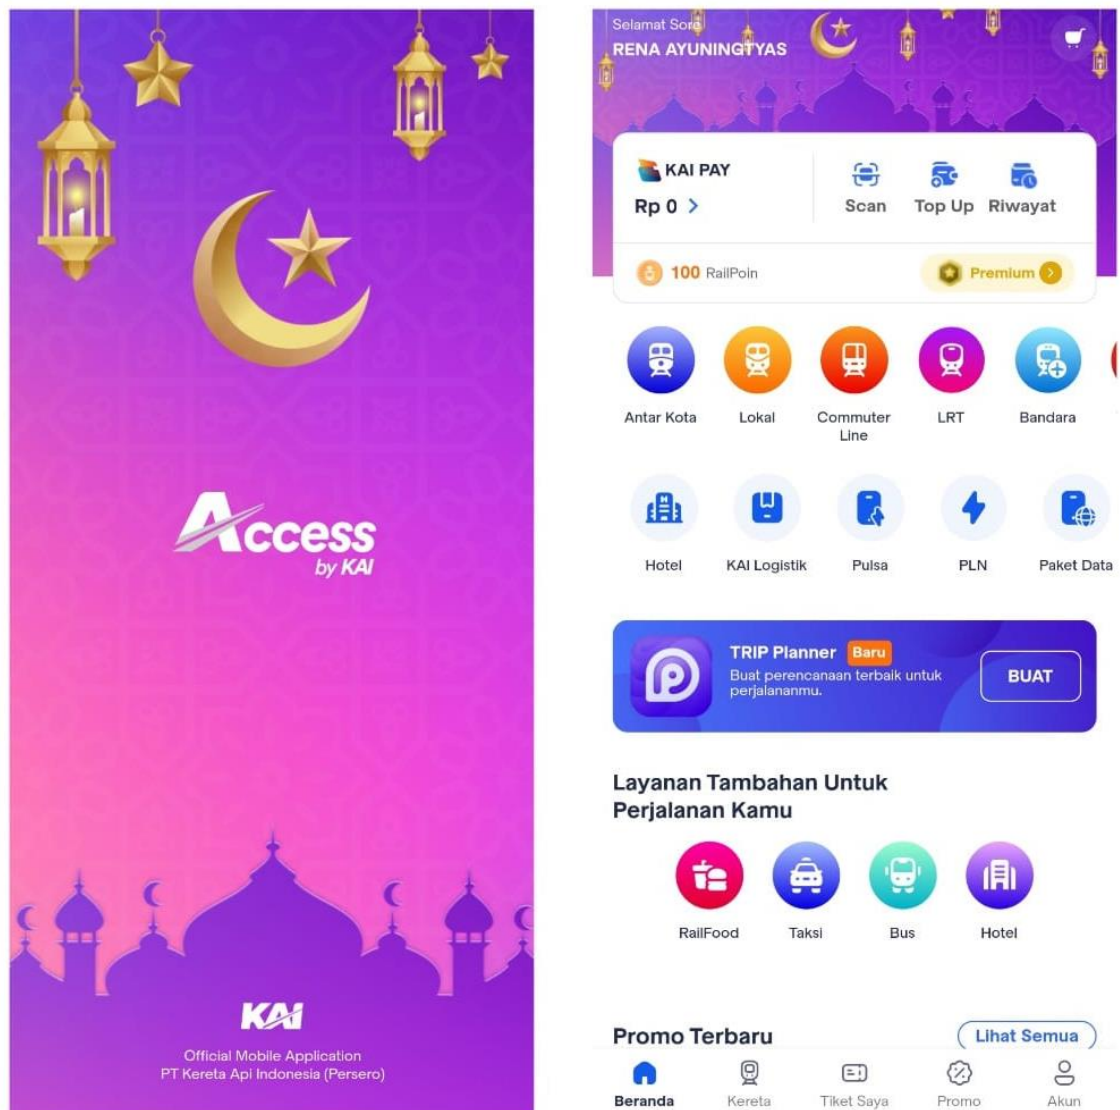 Access
by KAI
KAI
Official Mobile Application
PT Kereta Api Indonesia (Persero)
Selamat Sore
RENA AYUNINGTYAS
KAI PAY
Rp 0
Scan
Top Up
Riwayat
100 RailPoin
Premium
Antar Kota
Lokal
Commuter
Line
LRT
Bandara
Hotel
KAI Logistik
Pulsa
PLN
Paket Data
TRIP Planner
Baru
Buat perencanaan terbaik untuk
perjalananmu.
BUAT
Layanan Tambahan Untuk
Perjalanan Kamu
RailFood
Taksi
Bus
Hotel
Promo Terbaru
Lihat Semua
Beranda
Kereta
Tiket Saya
Promo
Akun